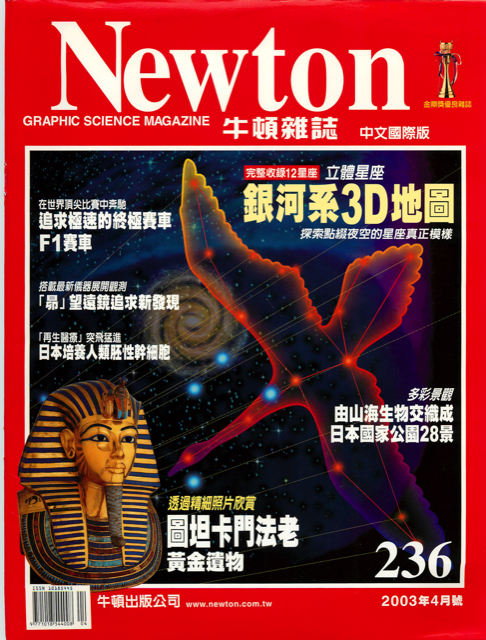 Newton
金鼎獎優良雜誌
GRAPHIC SCIENCE MAGAZINE 牛頓雜誌 中文國際版
完整收錄12星座 立體星座
銀河系3D地圖
探索點綴夜空的星座真正模樣
在世界頂尖比賽中奔馳
追求極速的終極賽車
F1賽車
搭載最新儀器展開觀測
「昴」望遠鏡追求新發現
「再生醫療」突飛猛進
日本培養人類胚性幹細胞
多彩景觀
由山海生物交織成
日本國家公園28景
透過精細照片欣賞
圖坦卡門法老
黃金遺物
236
ISSN 10185445
9771018544008 04
牛頓出版公司 www.newton.com.tw
2003年4月號